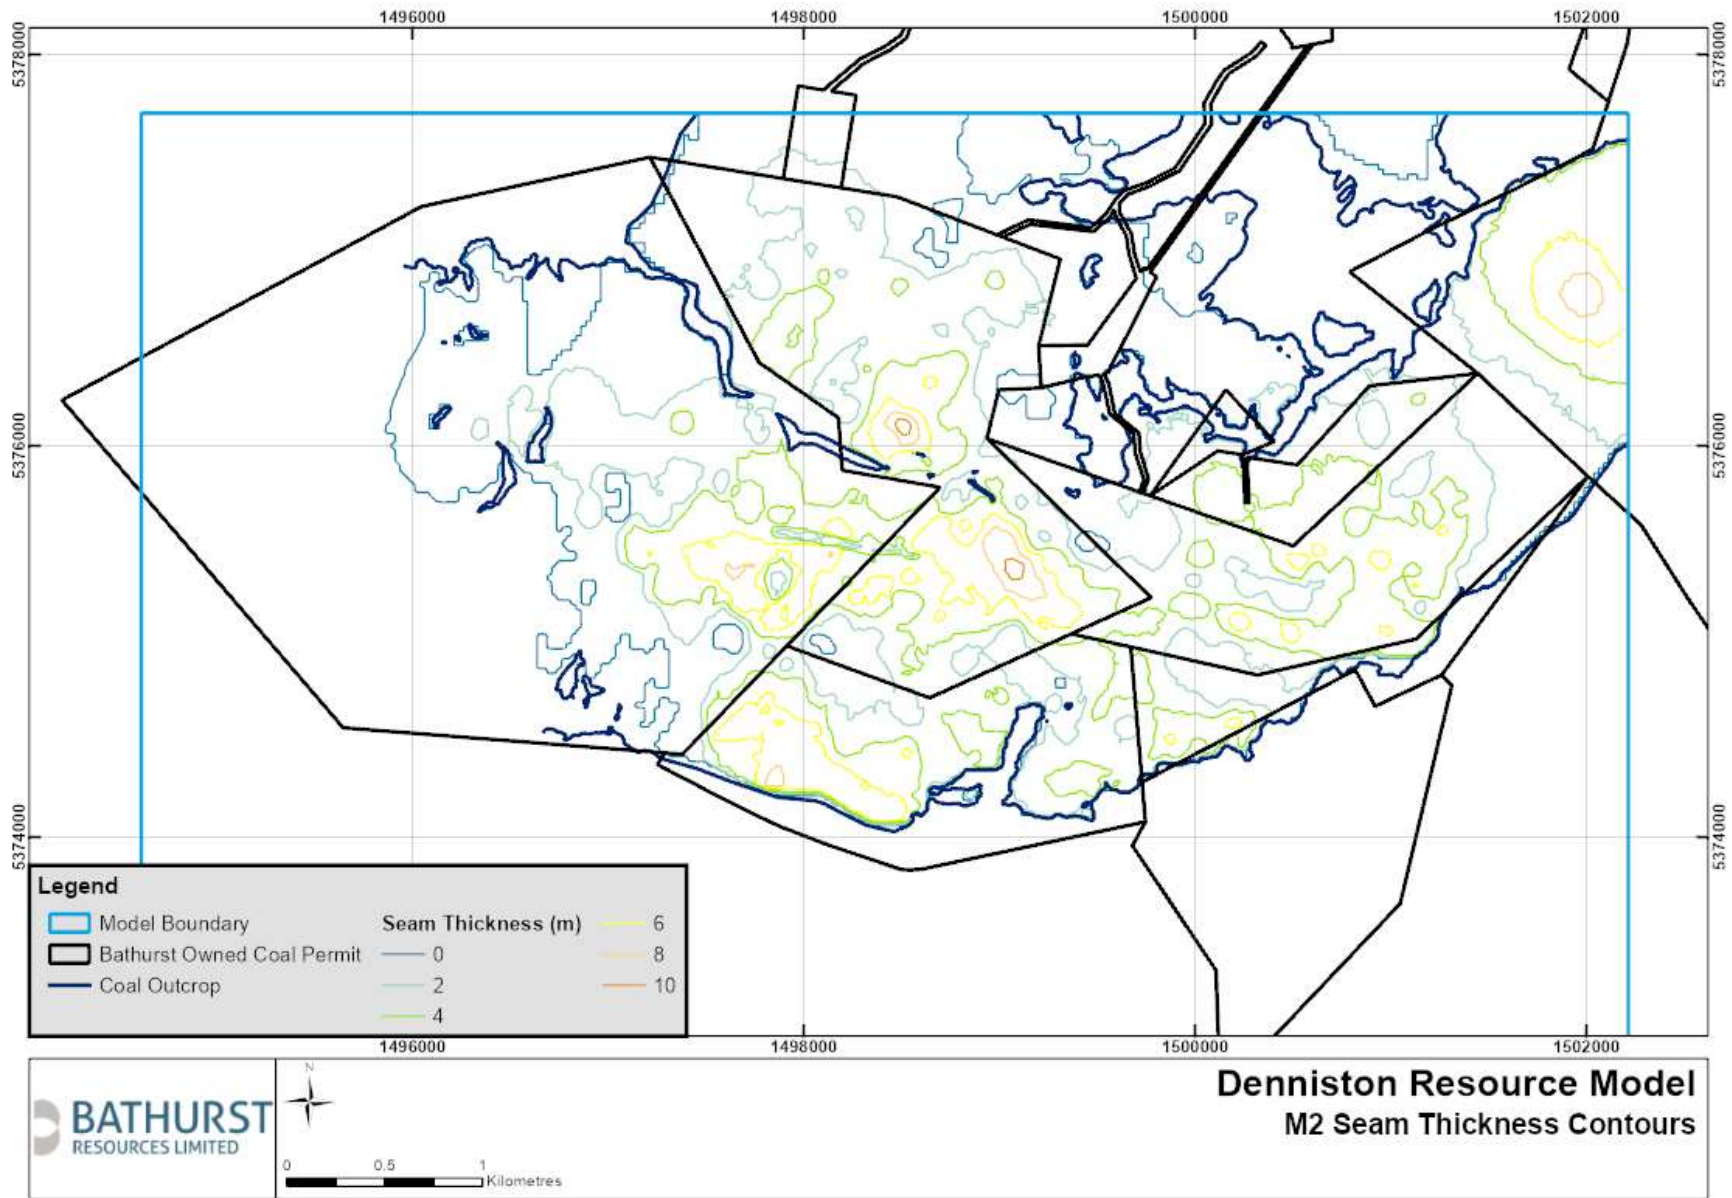 1496000 1498000 1500000 1502000
5378000 5378000
5376000 5376000
5374000 5374000
Legend
Model Boundary
Bathurst Owned Coal Permit
Coal Outcrop
Seam Thickness (m)
0
2
4
6
8
10
1496000 1498000 1500000 1502000
BATHURST
RESOURCES LIMITED
N
0 0.5 1
Kilometres
Denniston Resource Model
M2 Seam Thickness Contours